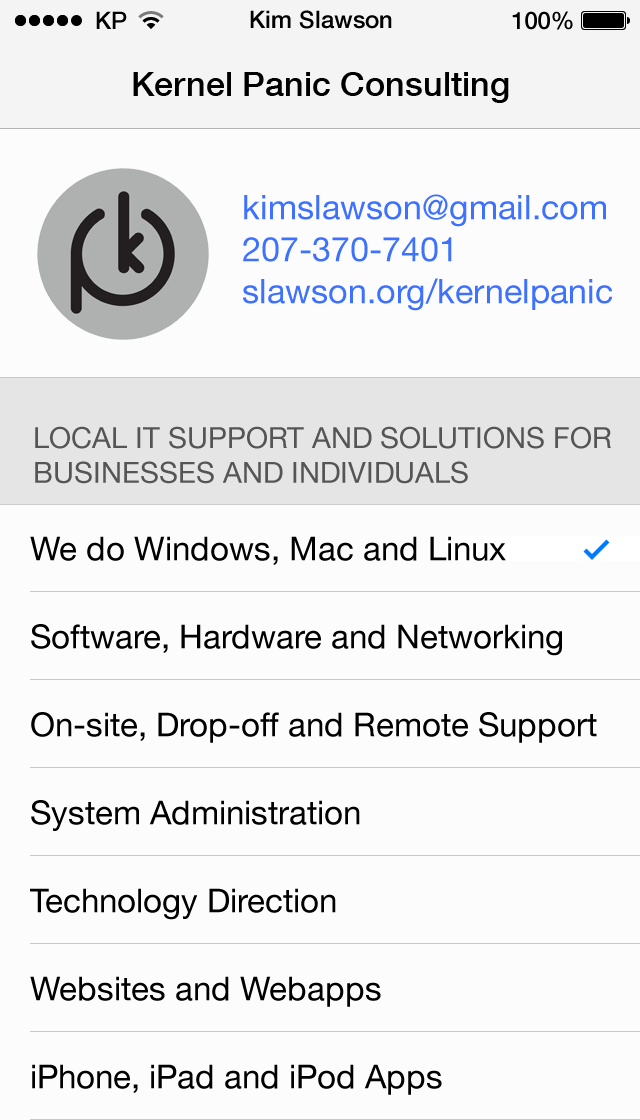 KP Kim Slawson 100%
Kernel Panic Consulting
kimslawson@gmail.com
207-370-7401
slawson.org/kernelpanic
LOCAL IT SUPPORT AND SOLUTIONS FOR
BUSINESSES AND INDIVIDUALS
We do Windows, Mac and Linux
Software, Hardware and Networking
On-site, Drop-off and Remote Support
System Administration
Technology Direction
Websites and Webapps
iPhone, iPad and iPod Apps